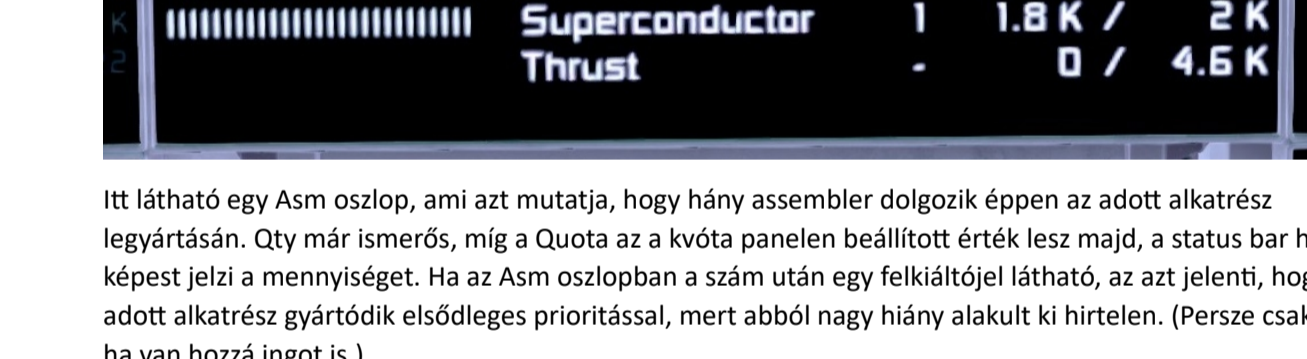 K
2
Superconductor 1 1.8 K / 2 K
Thrust - 0 / 4.6 K
Itt látható egy Asm oszlop, ami azt mutatja, hogy hány assembler dolgozik éppen az adott alkatrész
legyártásán. Qty már ismerős, míg a Quota az a kvóta panelen beállított érték lesz majd, a status bar
képest jelzi a mennyiséget. Ha az Asm oszlopban a szám után egy felkiáltójel látható, az azt jelenti,
adott alkatrész gyártódik elsődleges prioritással, mert abból nagy hiány alakult ki hirtelen. (Persze csak
ha van hozzá ingot is.)